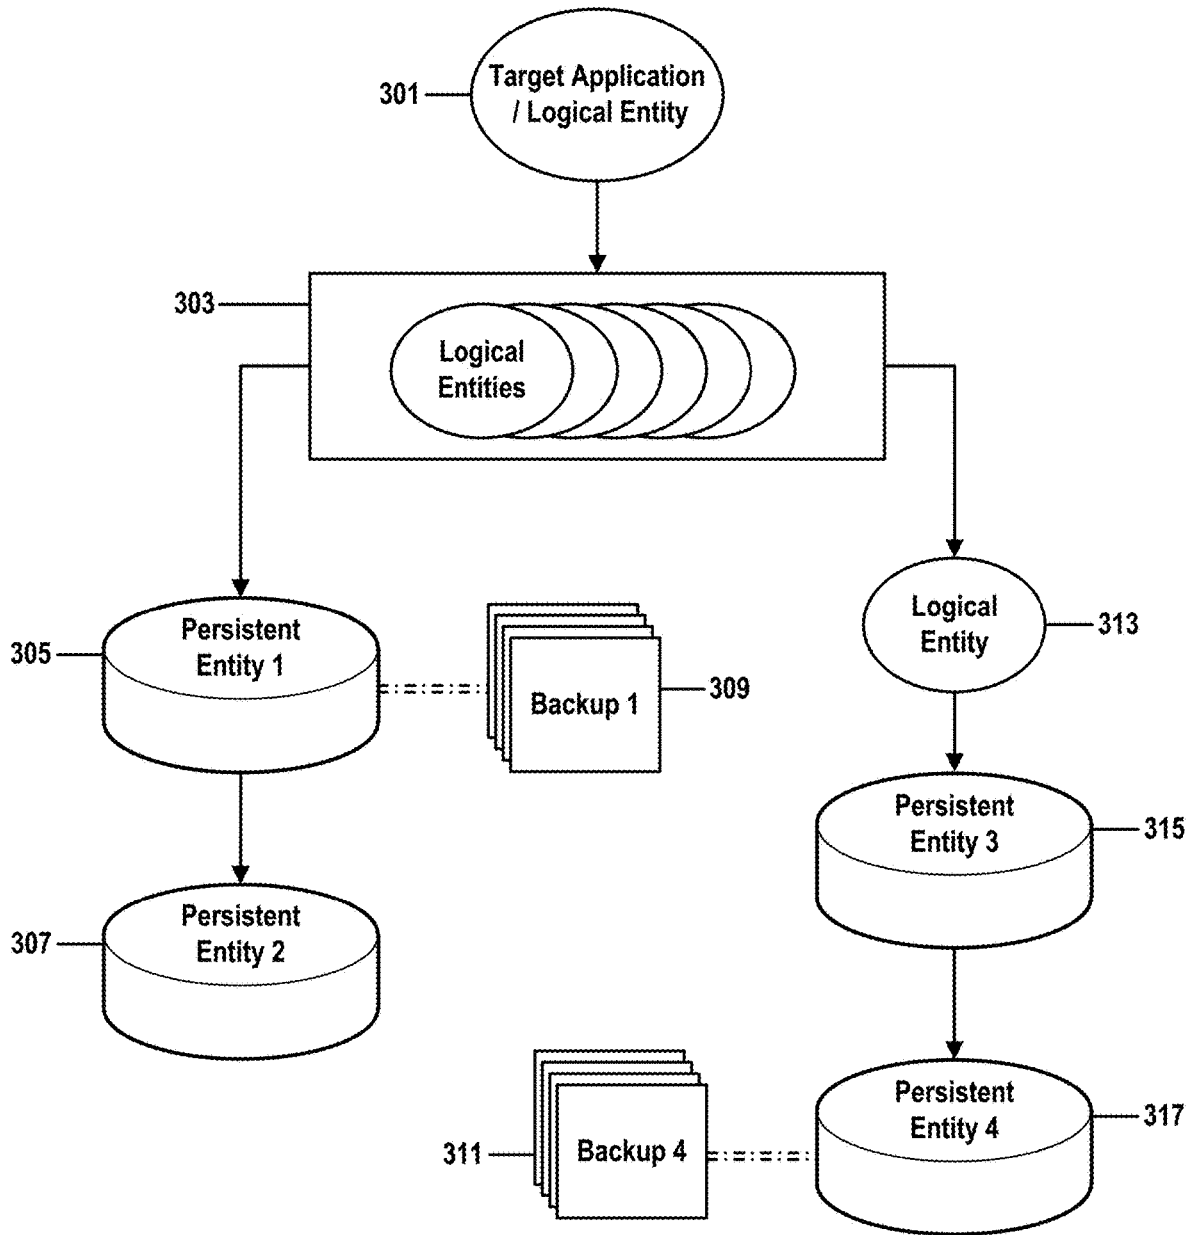 Target Application
/ Logical Entity
301
303
Logical
Entities
Persistent
Entity 1
305
Backup 1
309
Logical
Entity
313
Persistent
Entity 3
315
Persistent
Entity 2
307
Persistent
Entity 4
317
Backup 4
311